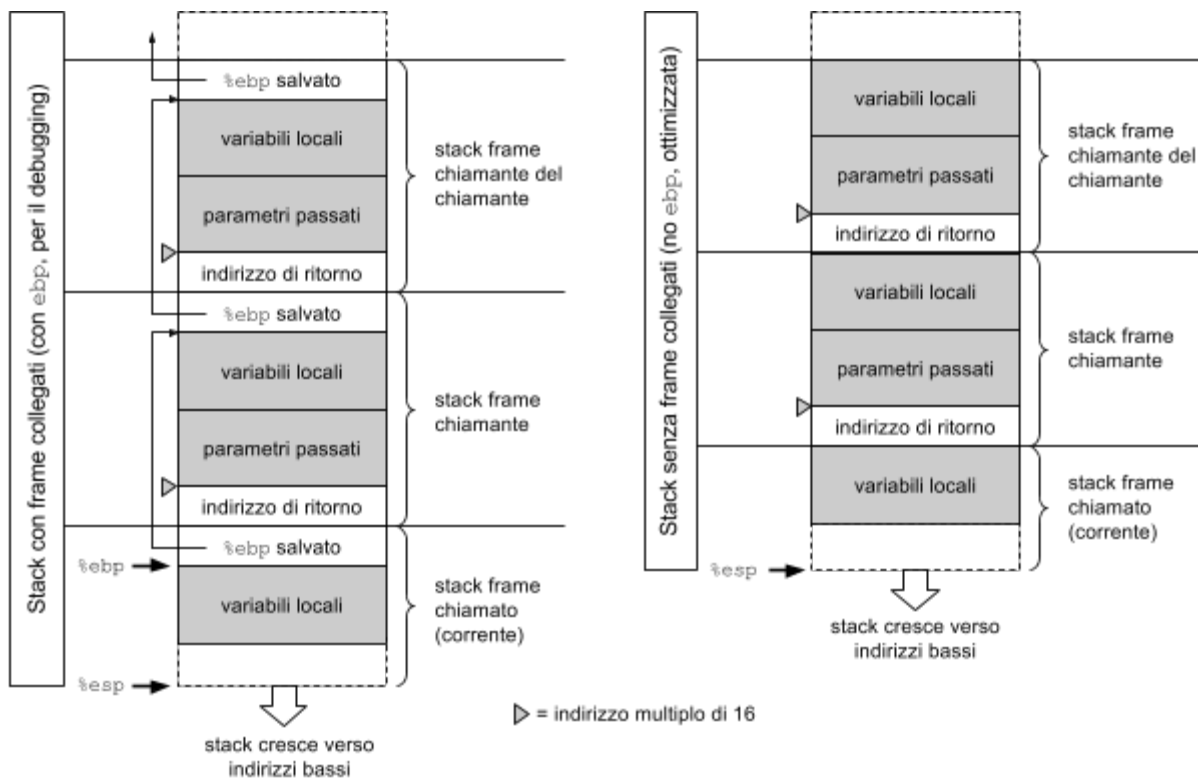 Stack con frame collegati (con ebp, per il debugging)
%ebp salvato
variabili locali
parametri passati
indirizzo di ritorno
stack frame
chiamante del
chiamante
%ebp salvato
variabili locali
parametri passati
indirizzo di ritorno
stack frame
chiamante
%ebp salvato
%ebp
variabili locali
stack frame
chiamato
(corrente)
%esp
stack cresce verso
indirizzi bassi
Stack senza frame collegati (no ebp, ottimizzata)
variabili locali
parametri passati
indirizzo di ritorno
stack frame
chiamante del
chiamante
variabili locali
parametri passati
indirizzo di ritorno
stack frame
chiamante
variabili locali
stack frame
chiamato
(corrente)
%esp
stack cresce verso
indirizzi bassi
= indirizzo multiplo di 16